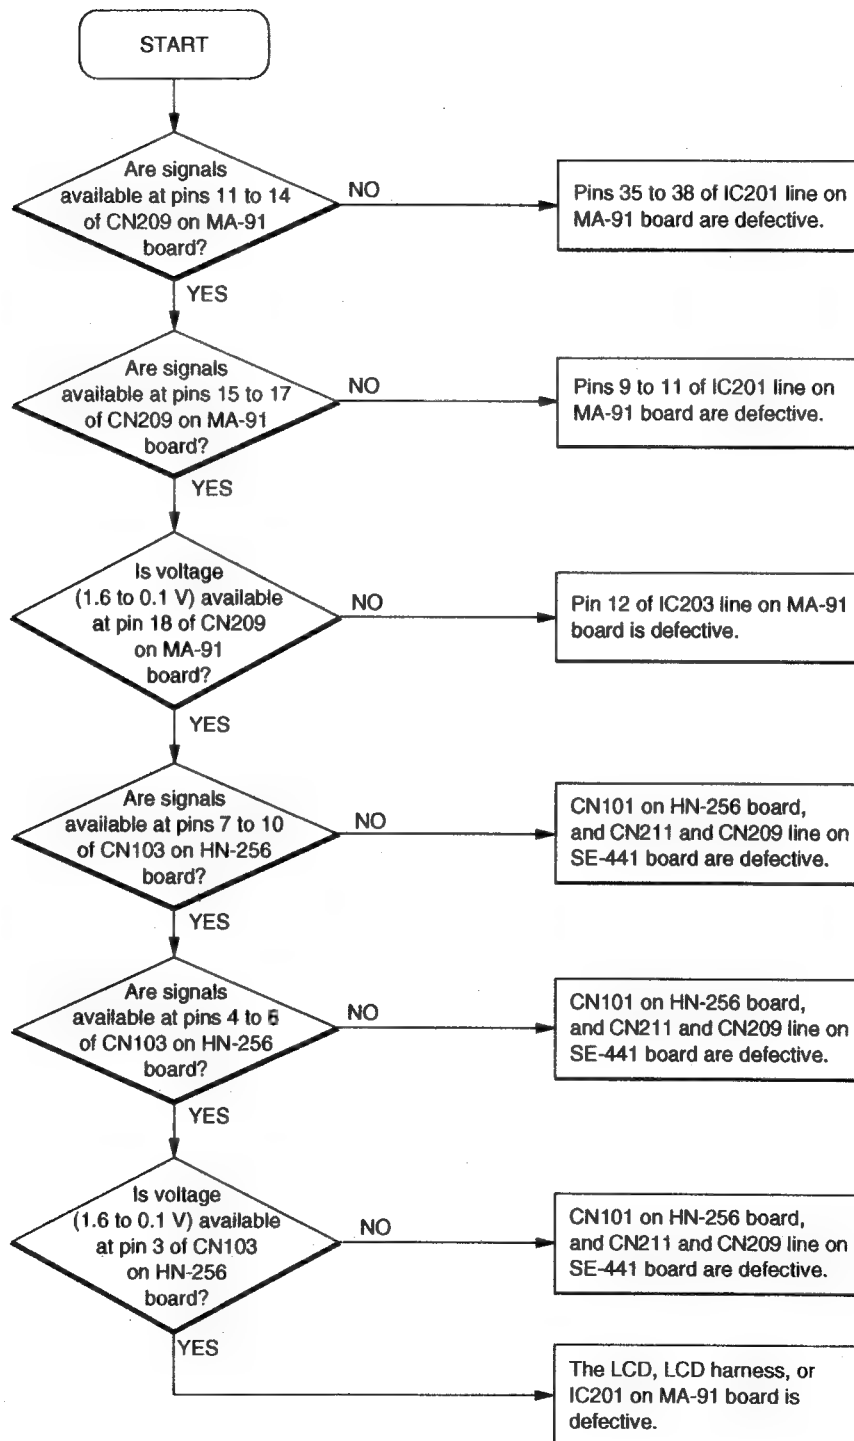 START
Are signals
available at pins 11 to 14
of CN209 on MA-91
board?
NO
Pins 35 to 38 of IC201 line on
MA-91 board are defective.
YES
Are signals
available at pins 15 to 17
of CN209 on MA-91
board?
NO
Pins 9 to 11 of IC201 line on
MA-91 board are defective.
YES
Is voltage
(1.6 to 0.1 V) available
at pin 18 of CN209
on MA-91
board?
NO
Pin 12 of IC203 line on MA-91
board is defective.
YES
Are signals
available at pins 7 to 10
of CN103 on HN-256
board?
NO
CN101 on HN-256 board,
and CN211 and CN209 line on
SE-441 board are defective.
YES
Are signals
available at pins 4 to 6
of CN103 on HN-256
board?
NO
CN101 on HN-256 board,
and CN211 and CN209 line on
SE-441 board are defective.
YES
Is voltage
(1.6 to 0.1 V) available
at pin 3 of CN103
on HN-256
board?
NO
CN101 on HN-256 board,
and CN211 and CN209 line on
SE-441 board are defective.
YES
The LCD, LCD harness, or
IC201 on MA-91 board is
defective.